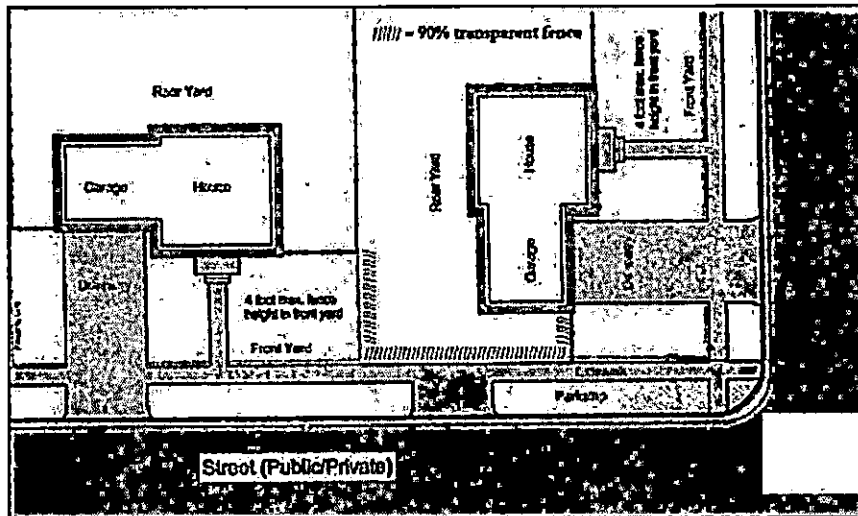 = 90% transparent fence
Rear Yard
Garage
House
4 foot max. fence
height in front yard
Front Yard
Rear Yard
House
Garage
4 foot max. fence
height in front yard
Front Yard
Parkstrip
Street (Public/Private)